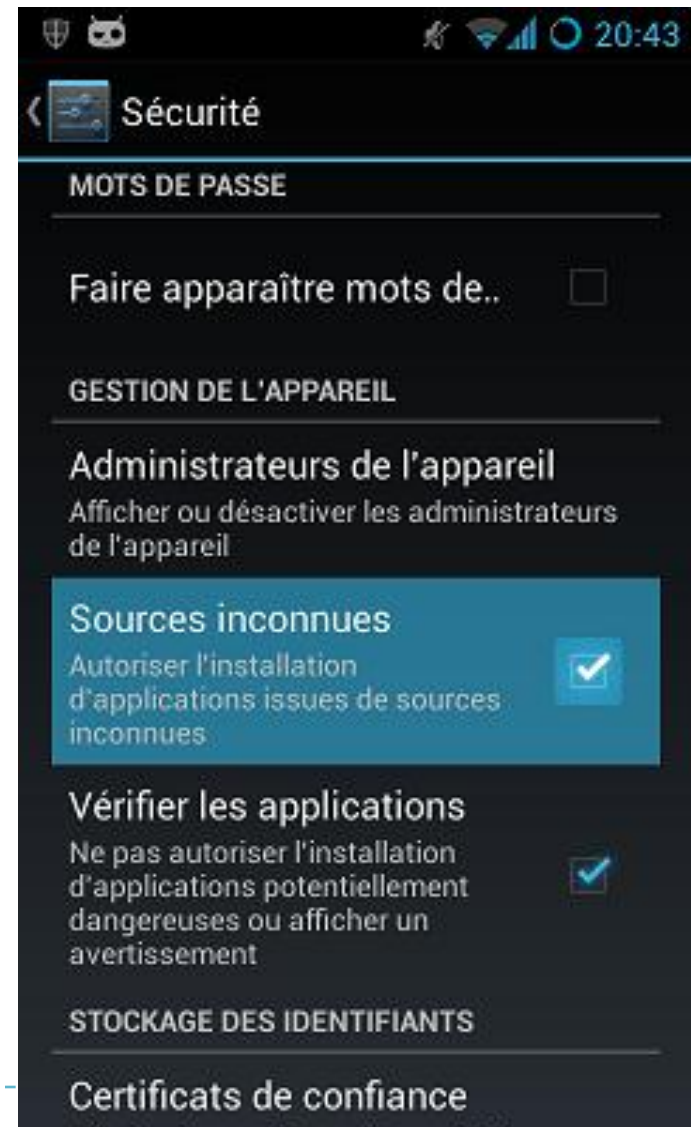 20:43
Sécurité
MOTS DE PASSE
Faire apparaître mots de..
GESTION DE L'APPAREIL
Administrateurs de l'appareil
Afficher ou désactiver les administrateurs
de l'appareil
Sources inconnues
Autoriser l'installation
d'applications issues de sources
inconnues
Vérifier les applications
Ne pas autoriser l'installation
d'applications potentiellement
dangereuses ou afficher un
avertissement
STOCKAGE DES IDENTIFIANTS
Certificats de confiance